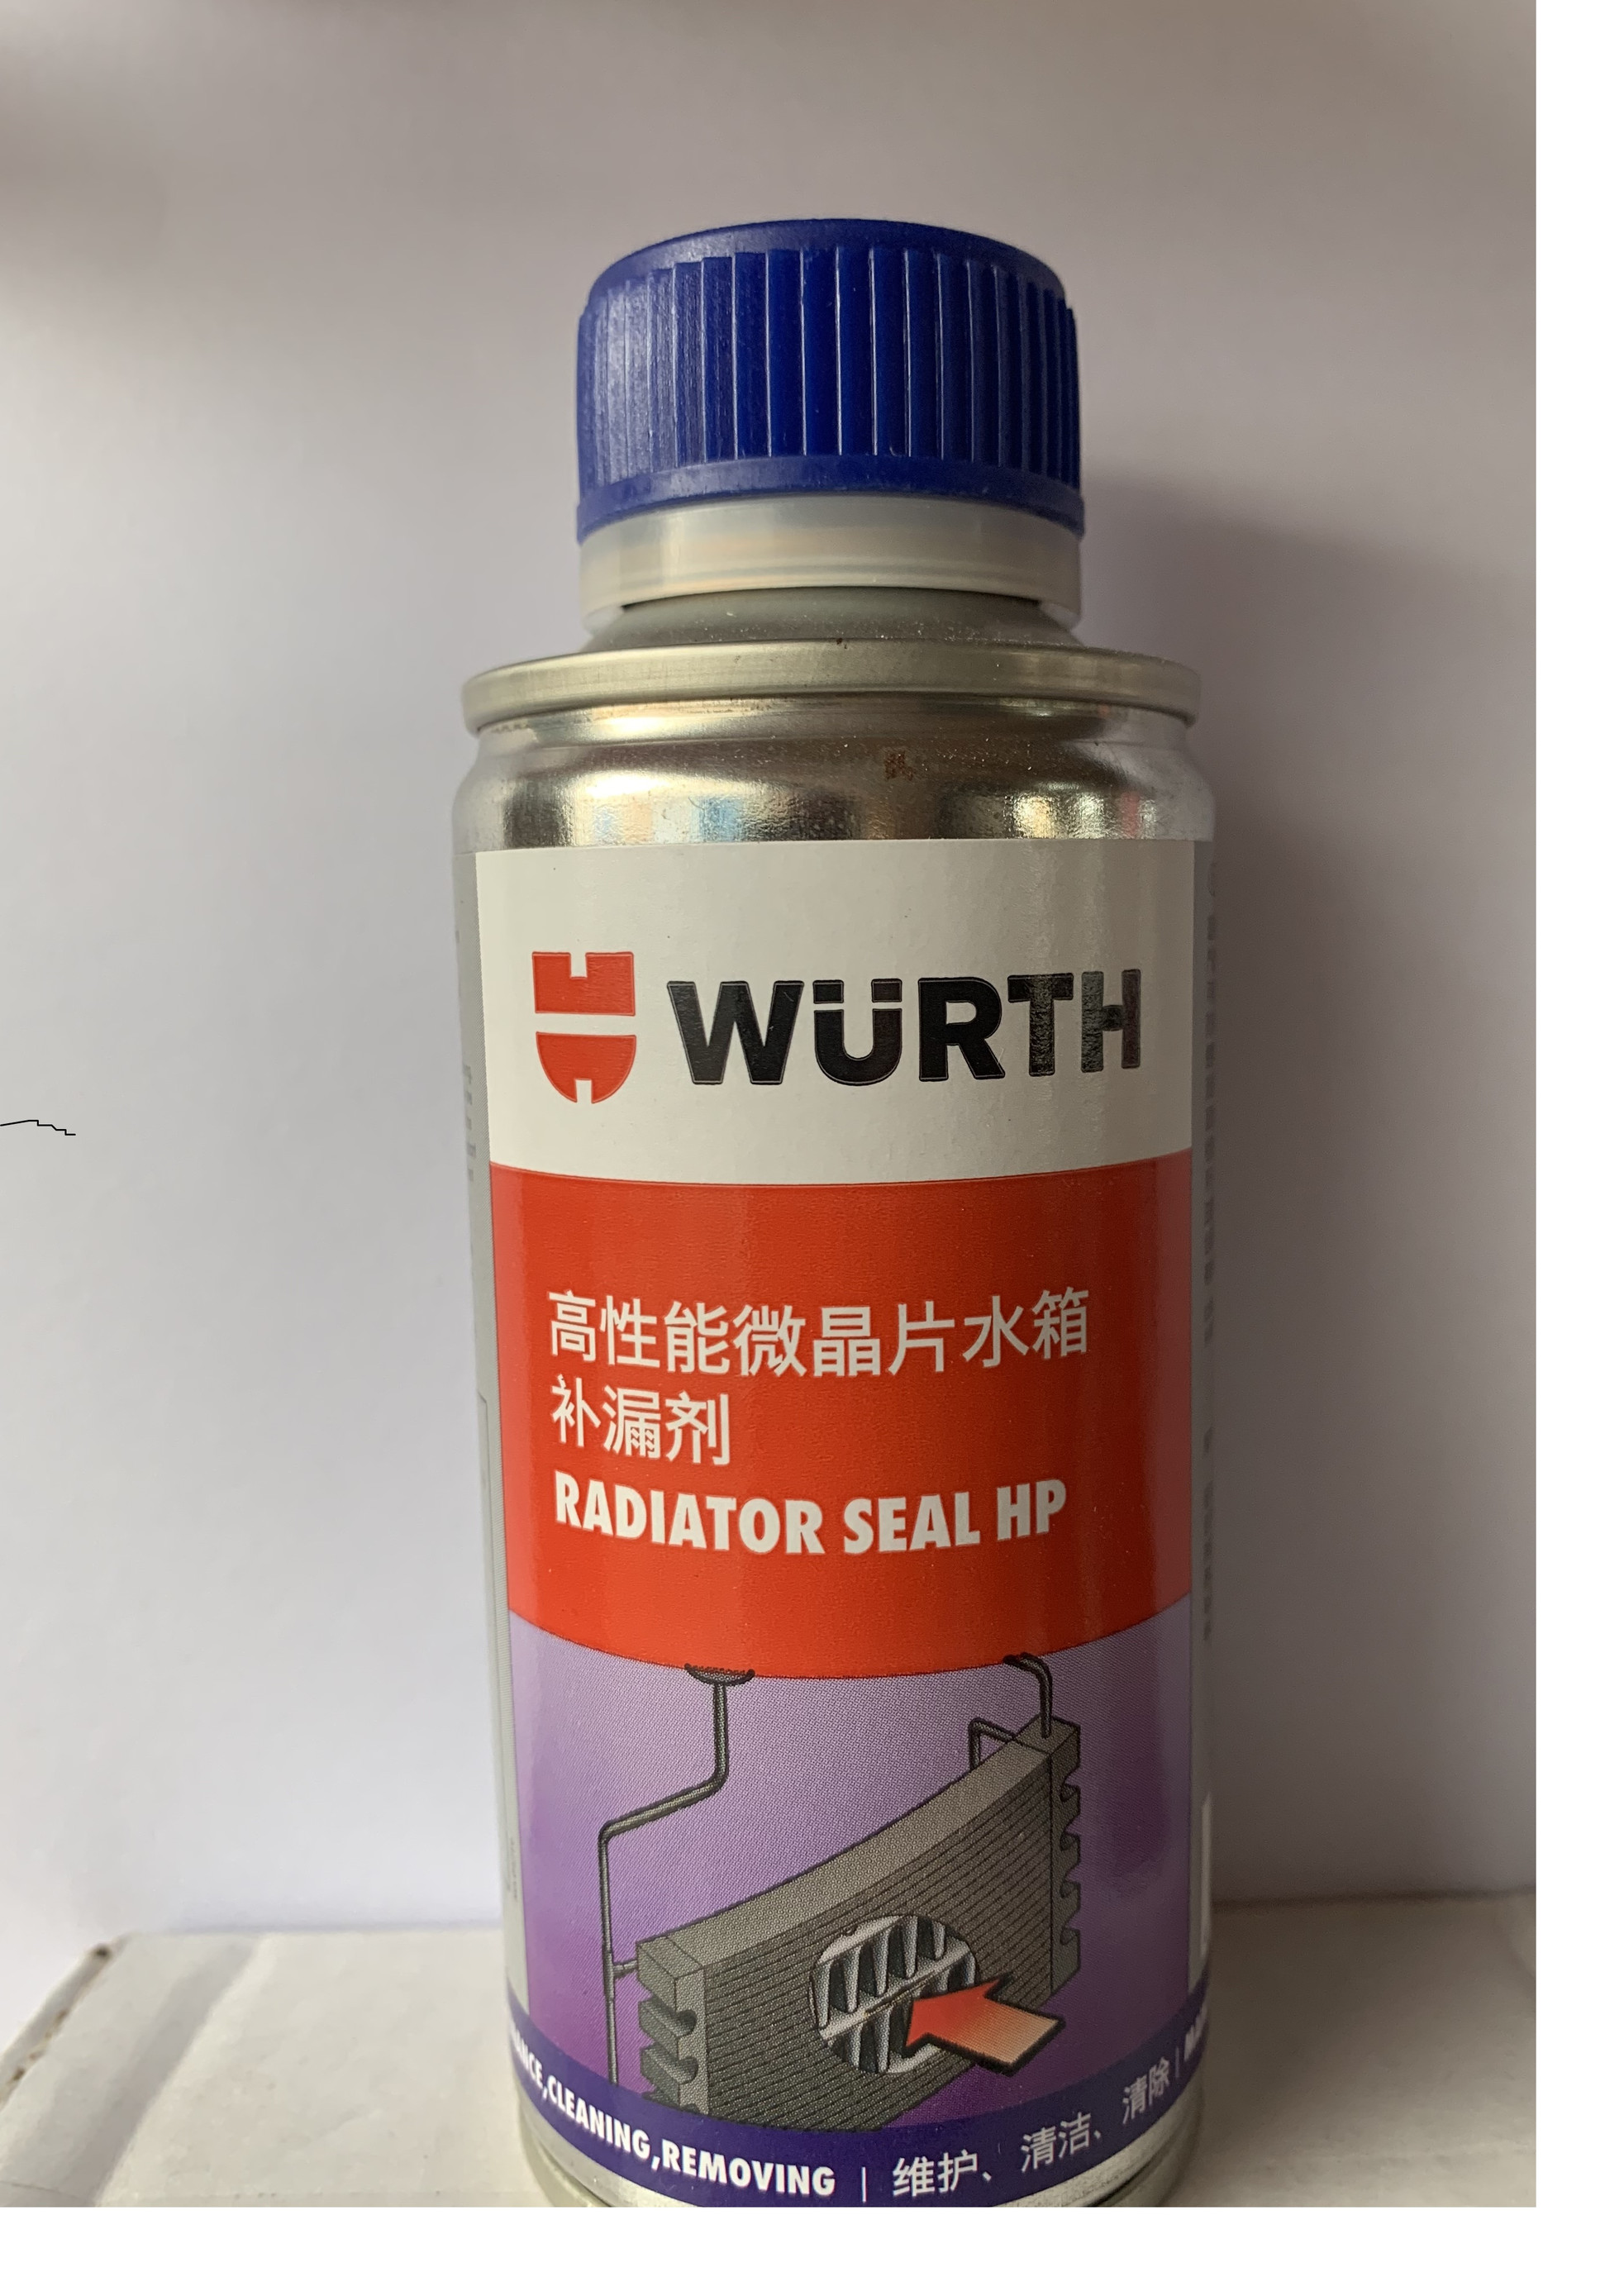 WÜRTH
高性能微晶片水箱
补漏剂
RADIATOR SEAL HP
CLEANING,REMOVING | 维护、清洁、清除 |